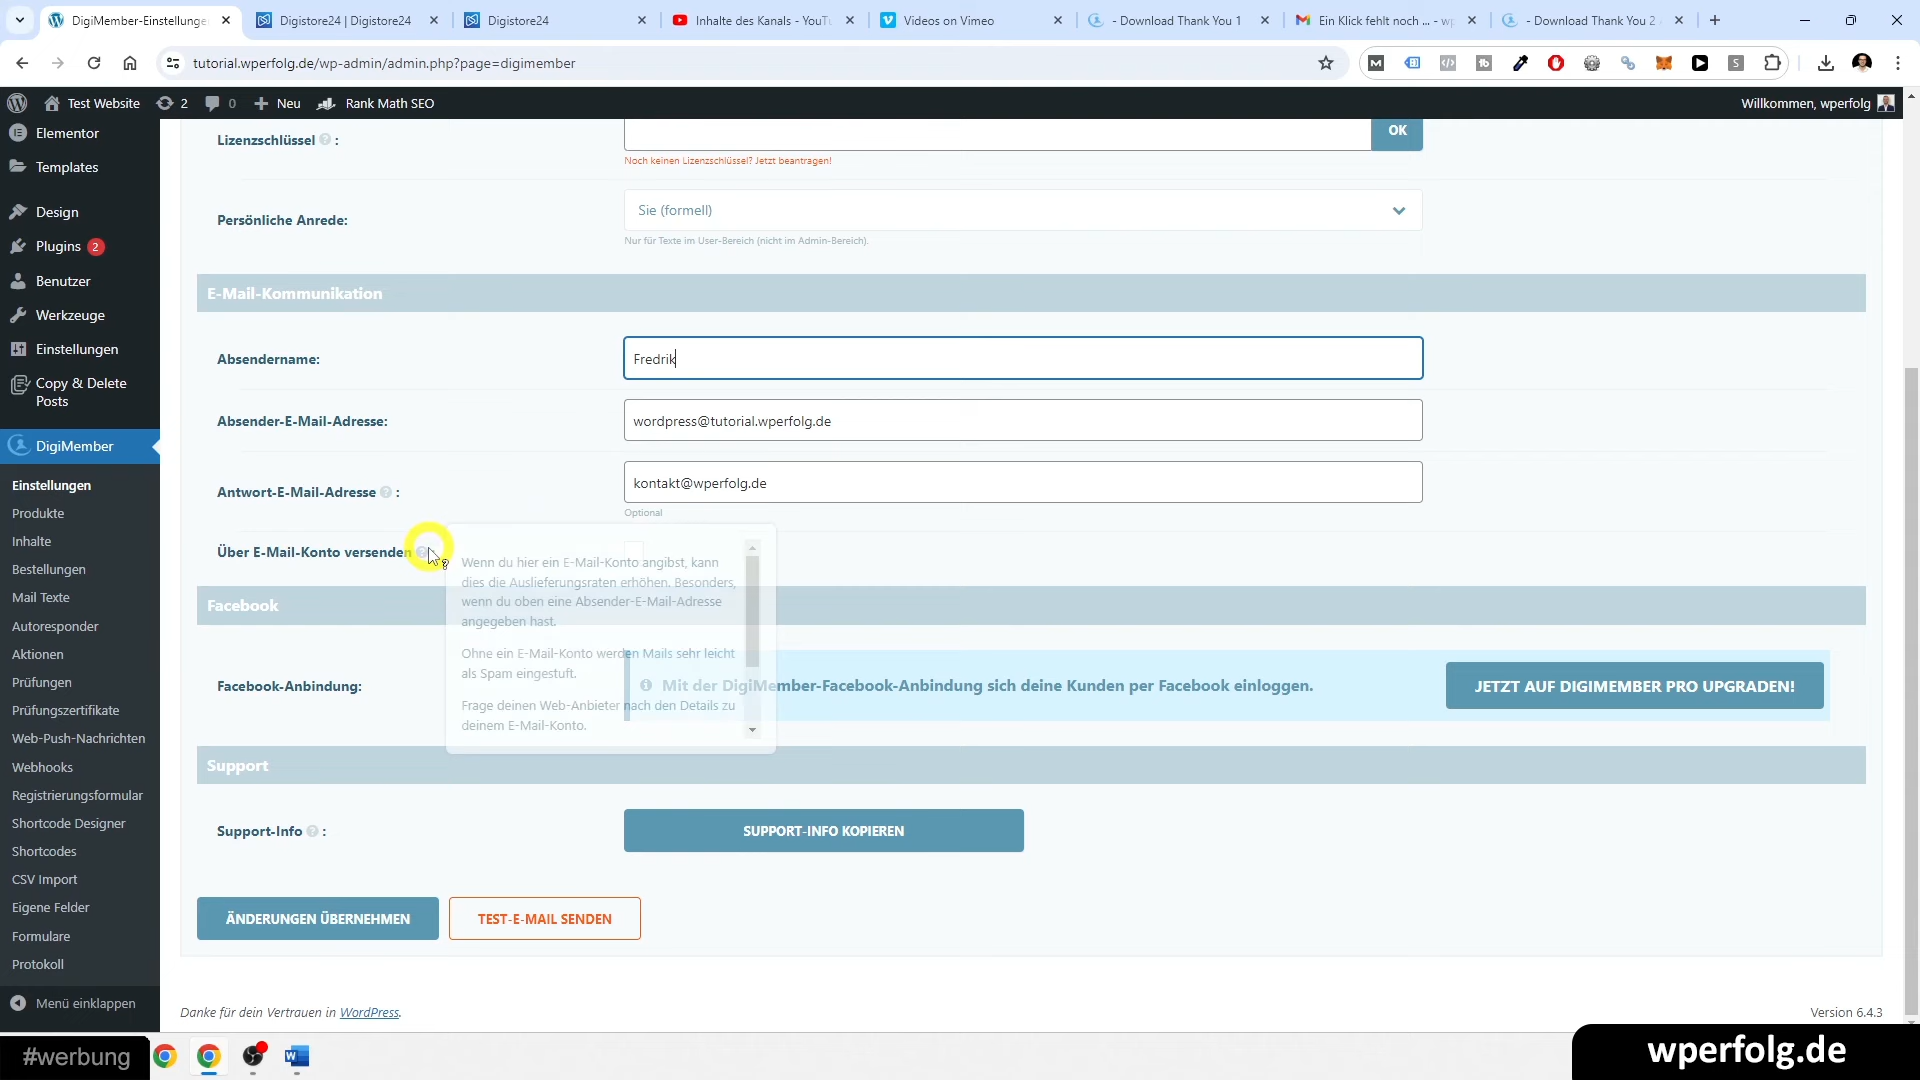 DigiMember-Einstellunge
Digistore24 | Digistore24
Digistore24
Inhalte des Kanals - YouTu
Videos on Vimeo
- Download Thank You 1
Ein Klick fehlt noch ... - wp
- Download Thank You 2
tutorial.wperfolg.de/wp-admin/admin.php?page=digimember
Test Website
2
0
Neu
Rank Math SEO
Willkommen, wperfolg
Elementor
Templates
Design
Plugins 2
Benutzer
Werkzeuge
Einstellungen
Copy & Delete
Posts
DigiMember
Einstellungen
Produkte
Inhalte
Bestellungen
Mail Texte
Autoresponder
Aktionen
Prüfungen
Prüfungszertifikate
Web-Push-Nachrichten
Webhooks
Registrierungsformular
Shortcode Designer
Shortcodes
CSV Import
Eigene Felder
Formulare
Protokoll
Menü einklappen
Lizenzschlüssel ? :
OK
Noch keinen Lizenzschlüssel? Jetzt beantragen!
Persönliche Anrede:
Sie (formell)
Nur für Texte im User-Bereich (nicht im Admin-Bereich).
E-Mail-Kommunikation
Absendername:
Fredrik
Absender-E-Mail-Adresse:
wordpress@tutorial.wperfolg.de
Antwort-E-Mail-Adresse ? :
kontakt@wperfolg.de
Optional
Über E-Mail-Konto versenden
Wenn du hier ein E-Mail-Konto angibst, kann
dies die Auslieferungsraten erhöhen. Besonders,
wenn du oben eine Absender-E-Mail-Adresse
angegeben hast.
Ohne ein E-Mail-Konto werden Mails sehr leicht
als Spam eingestuft.
Frage deinen Web-Anbieter nach den Details zu
deinem E-Mail-Konto.
Facebook
Facebook-Anbindung:
Mit der DigiMember-Facebook-Anbindung sich deine Kunden per Facebook einloggen.
JETZT AUF DIGIMEMBER PRO UPGRADEN!
Support
Support-Info ? :
SUPPORT-INFO KOPIEREN
ÄNDERUNGEN ÜBERNEHMEN
TEST-E-MAIL SENDEN
Danke für dein Vertrauen in WordPress.
Version 6.4.3
#werbung
wperfolg.de